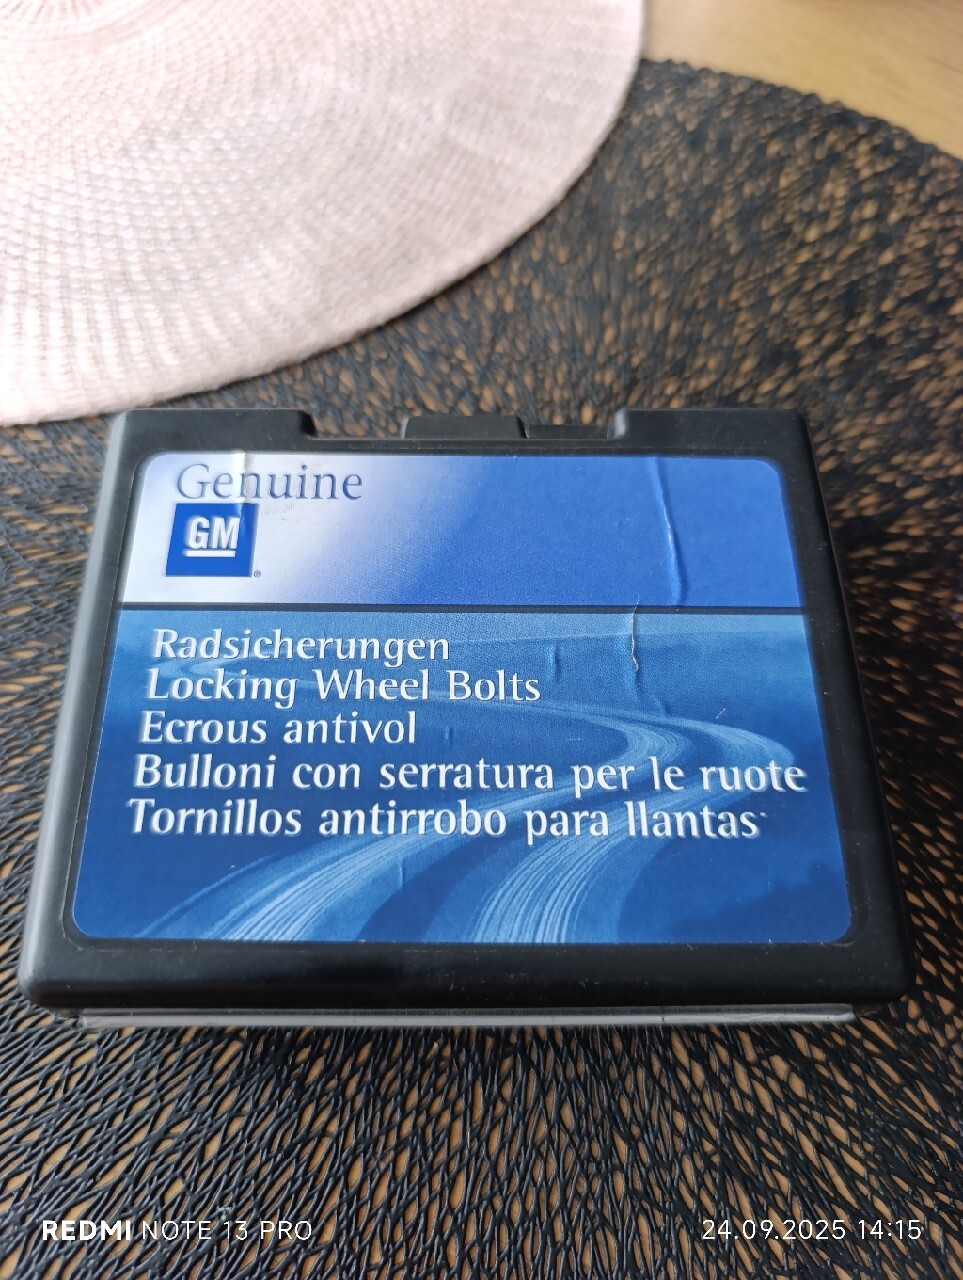 Genuine
GM
®
Radsicherungen
Locking Wheel Bolts
Ecrous antivol
Bulloni con serratura per le ruote
Tornillos antirrobo para llantas
REDMI NOTE 13 PRO
24.09.2025 14:15